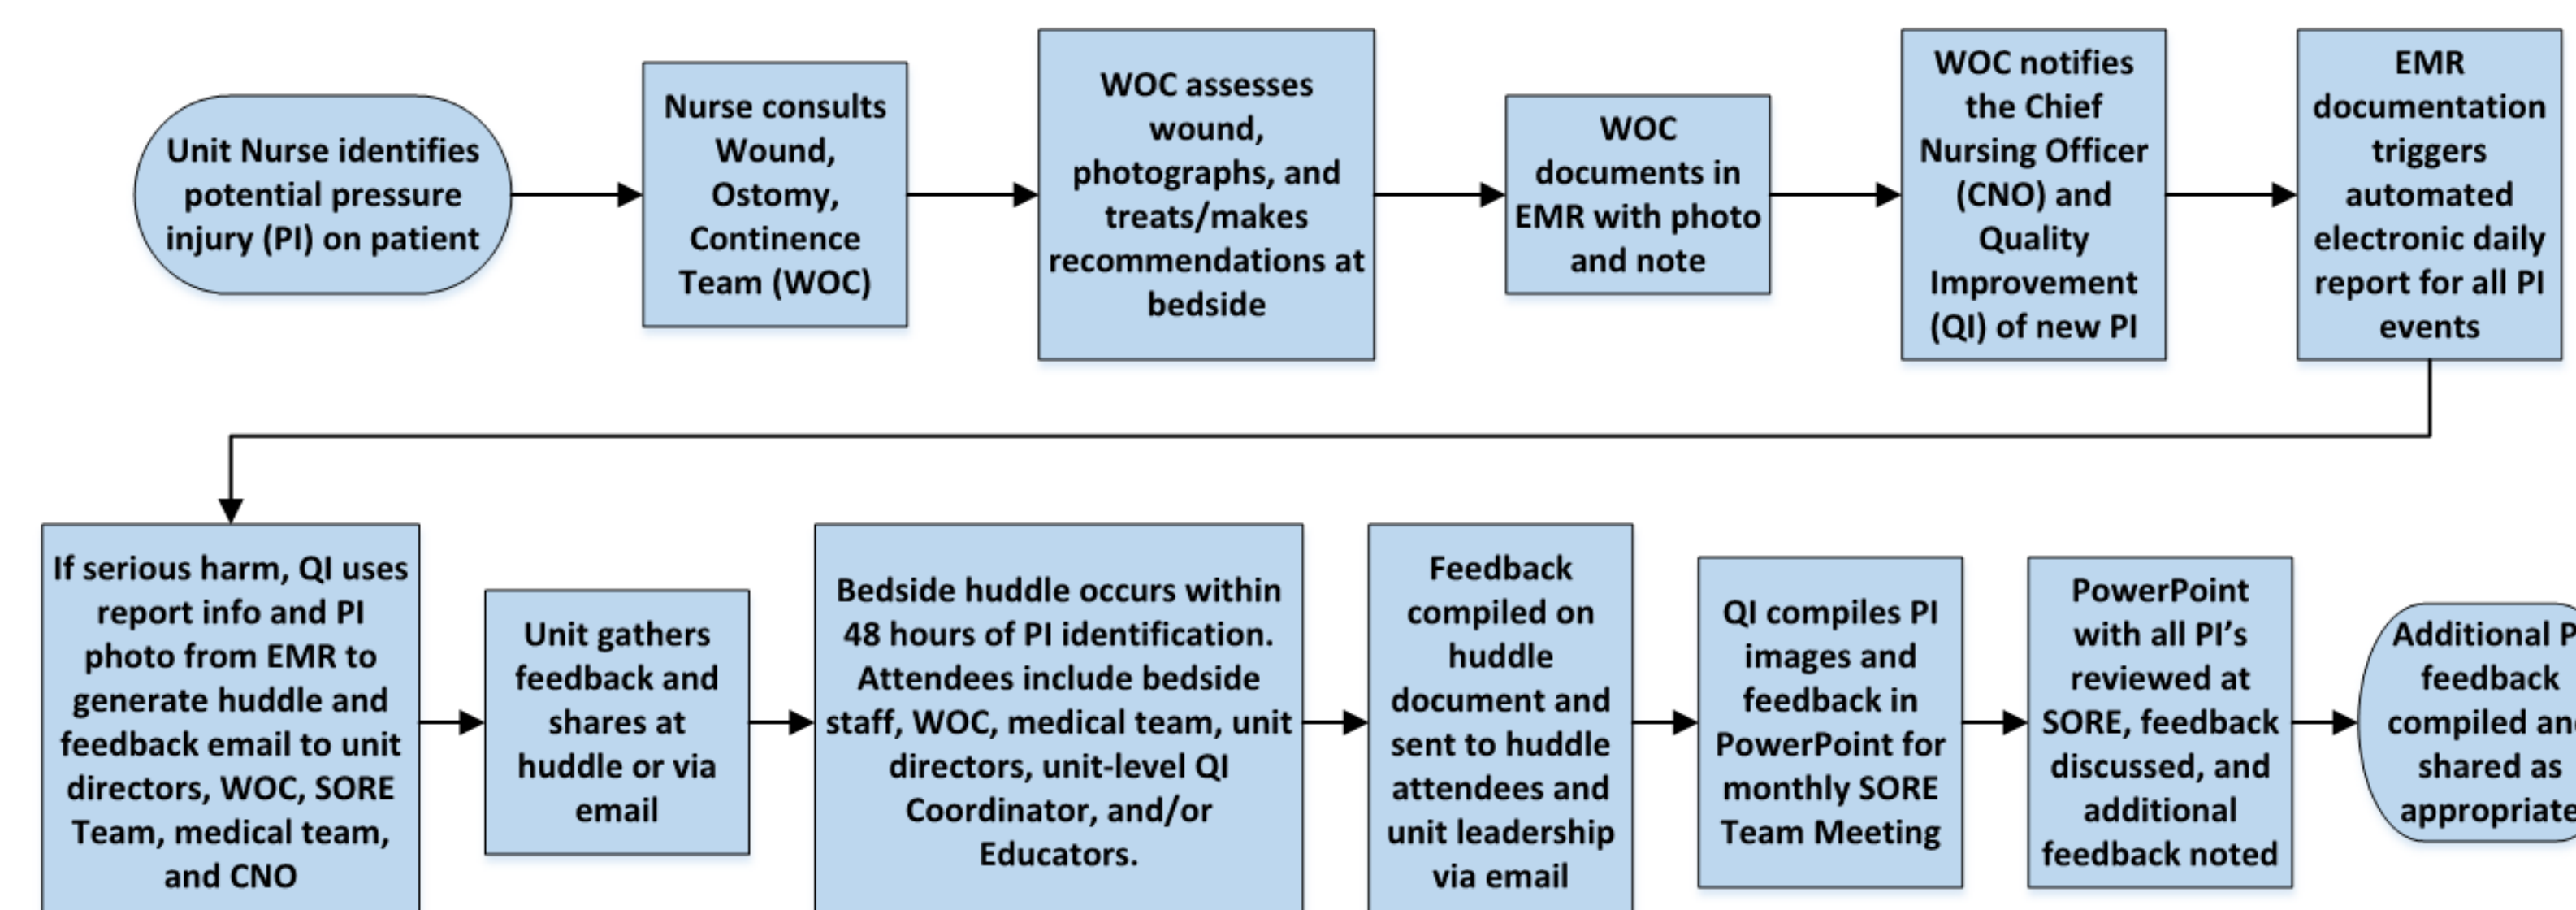 Unit Nurse identifies
potential pressure
injury (PI) on patient
Nurse consults
Wound,
Ostomy,
Continence
Team (WOC)
WOC assesses
wound,
photographs, and
treats/makes
recommendations at
bedside
WOC
documents in
EMR with photo
and note
WOC notifies
the Chief
Nursing Officer
(CNO) and
Quality
Improvement
(QI) of new PI
EMR
documentation
triggers
automated
electronic daily
report for all PI
events
If serious harm, QI uses
report info and PI
photo from EMR to
generate huddle and
feedback email to unit
directors, WOC, SORE
Team, medical team,
and CNO
Unit gathers
feedback and
shares at
huddle or via
email
Bedside huddle occurs within
48 hours of PI identification.
Attendees include bedside
staff, WOC, medical team, unit
directors, unit-level QI
Coordinator, and/or
Educators.
Feedback
compiled on
huddle
document and
sent to huddle
attendees and
unit leadership
via email
QI compiles PI
images and
feedback in
PowerPoint for
monthly SORE
Team Meeting
PowerPoint
with all PI’s
reviewed at
SORE, feedback
discussed, and
additional
feedback noted
Additional
feedback
compiled
shared as
appropriate